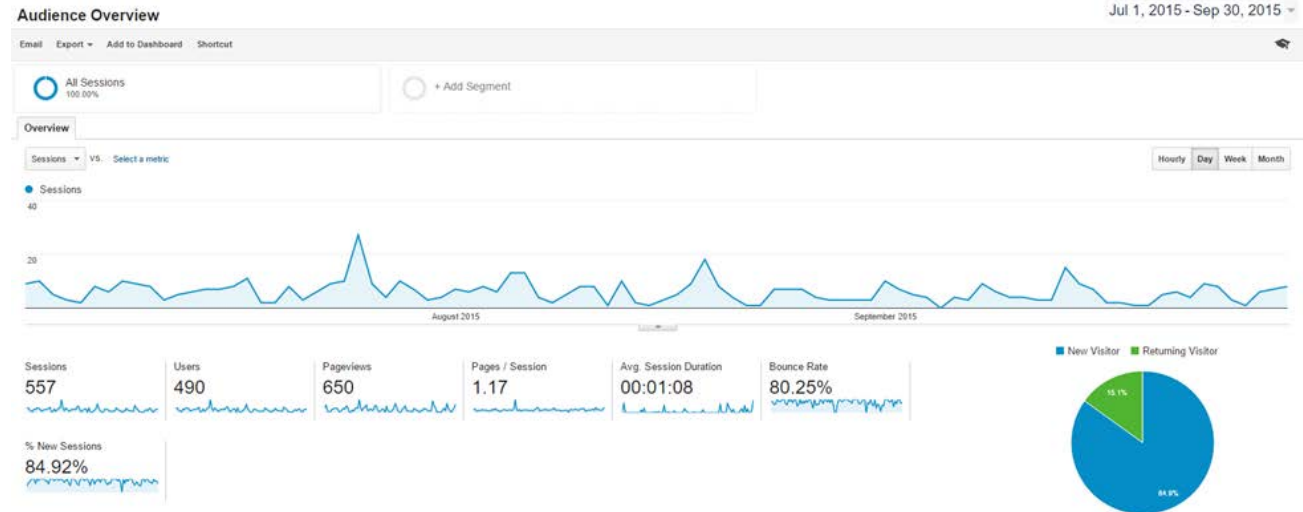 Audience Overview
Jul 1, 2015 - Sep 30, 2015
Email Export Add to Dashboard Shortcut
All Sessions
100.00%
+ Add Segment
Overview
Sessions VS. Select a metric
Hourly Day Week Month
Sessions
40
20
August 2015 September 2015
New Visitor Returning Visitor
Sessions Users Pageviews Pages / Session Avg. Session Duration Bounce Rate
557 490 650 1.17 00:01:08 80.25%
15.1%
% New Sessions
84.92%
84.9%